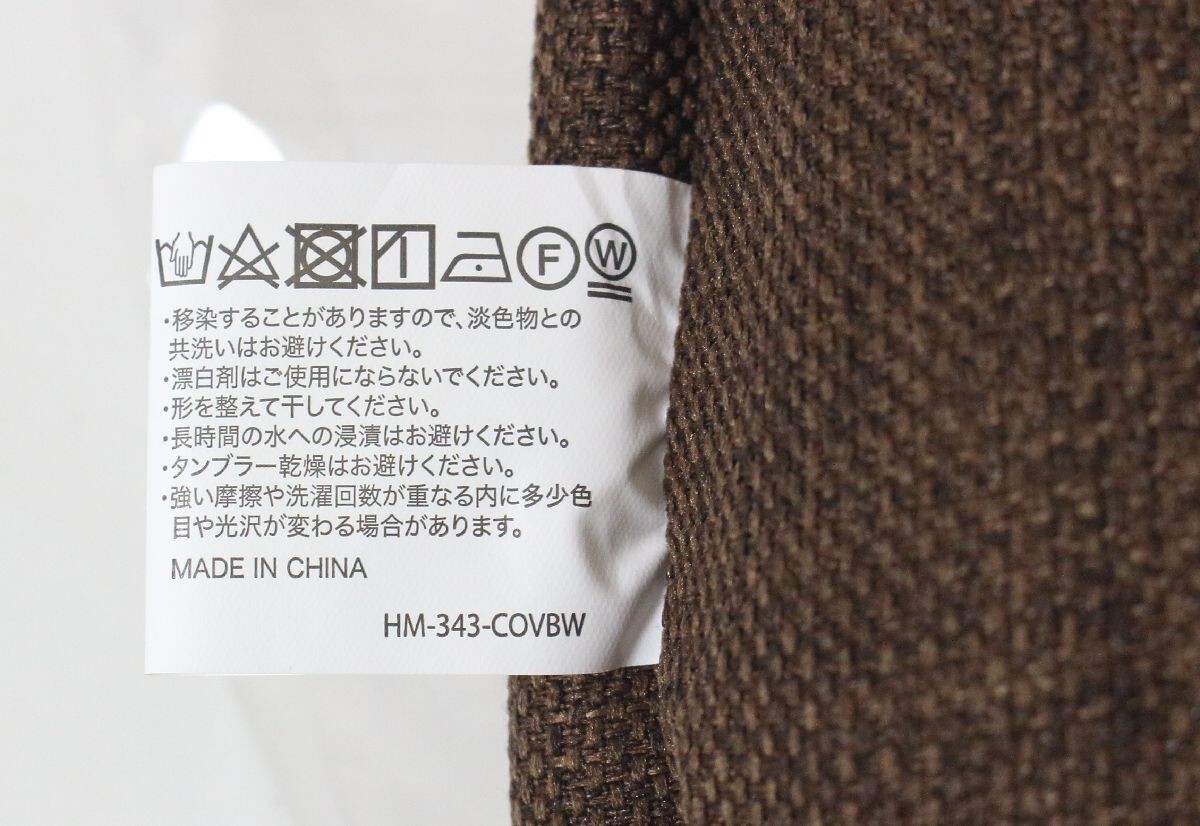 F W
・移染することがありますので、淡色物との
共洗いはお避けください。
・漂白剤はご使用にならないでください。
・形を整えて干してください。
・長時間の水への浸漬はお避けください。
・タンブラー乾燥はお避けください。
・強い摩擦や洗濯回数が重なる内に多少色
目や光沢が変わる場合があります。
MADE IN CHINA
HM-343-COVBW